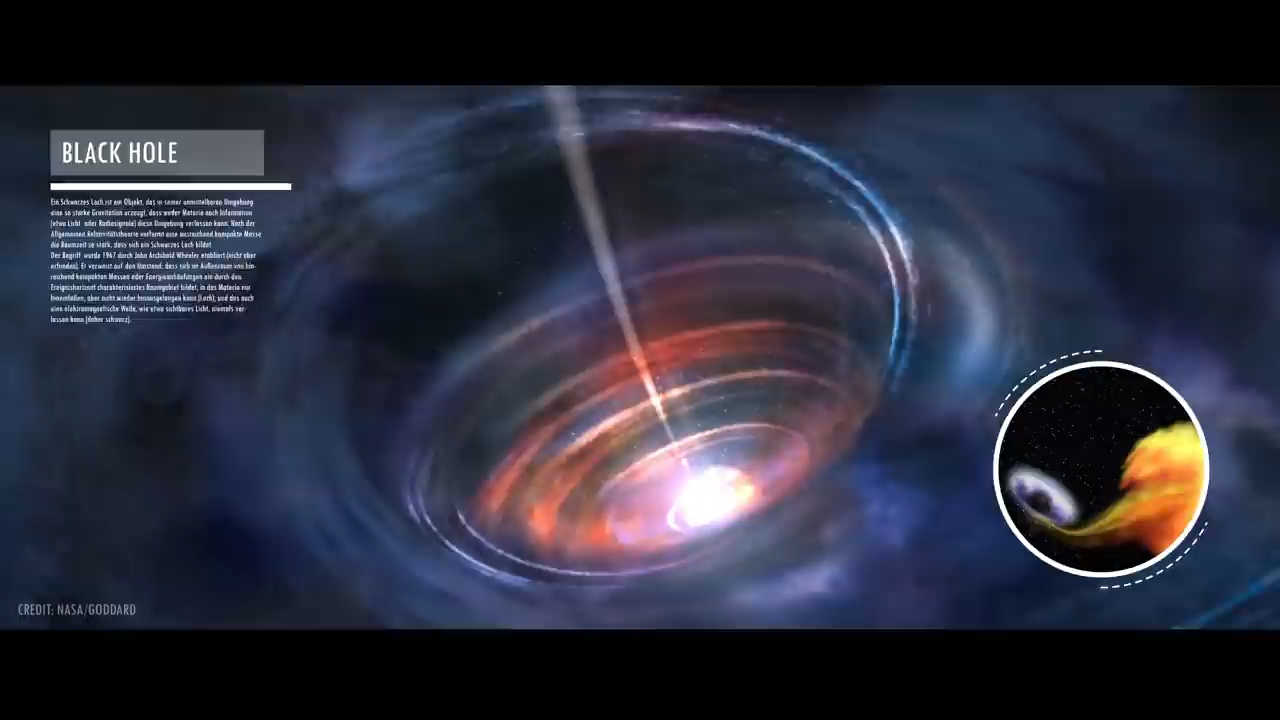 BLACK HOLE
Ein Schwarzes Loch ist ein Objekt, das in seiner unmittelbaren Umgebung
eine so starke Gravitation erzeugt, dass weder Materie noch Information
(etwa Licht oder Radiosignale) diese Umgebung verlassen kann. Nach der
Allgemeinen Relativitätstheorie verformt eine ausreichend kompakte Masse
die Raumzeit so stark, dass sich ein Schwarzes Loch bildet
Der Begriff wurde 1967 durch John Archibald Wheeler etabliert (nicht aber
erfunden). Er verweist auf den Umstand, dass sich im Außenraum von hin-
reichend kompakten Massen oder Energieanhäufungen ein durch den
Ereignishorizont charakterisiertes Raumgebiet bildet, in das Materie nur
hineinfallen, aber nicht wieder herausgelangen kann (Loch), und das auch
eine elektromagnetische Welle, wie etwa sichtbares Licht, niemals ver-
lassen kann (daher schwarz).
CREDIT: NASA/GODDARD